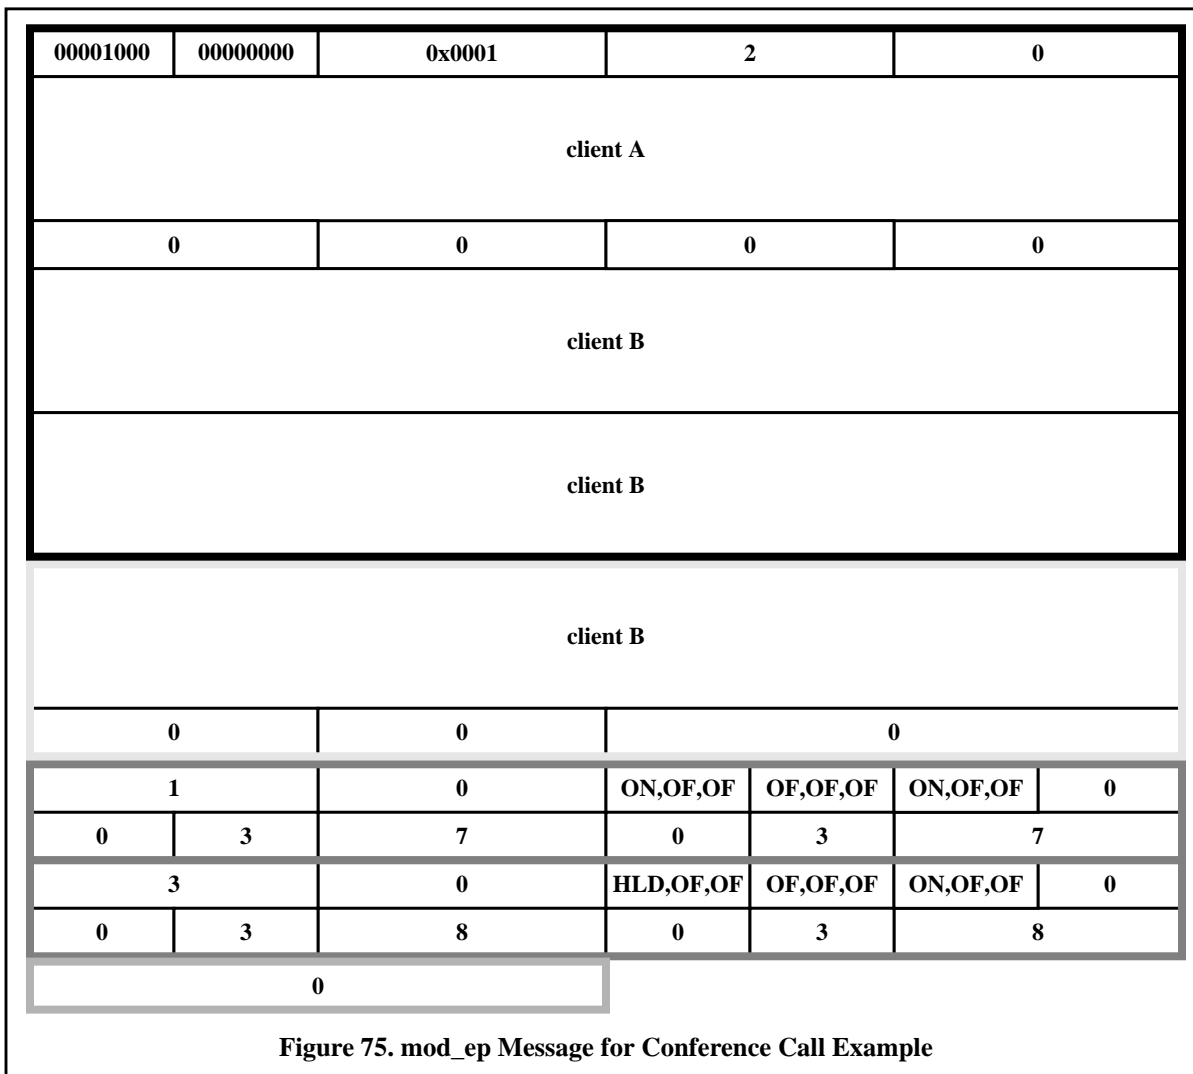 00001000 00000000 0x0001 2 0
client A
0 0 0 0
client B
client B
client B
0 0 0
1 0 ON,OF,OF OF,OF,OF ON,OF,OF 0
0 3 7 0 3 7
3 0 HLD,OF,OF OF,OF,OF ON,OF,OF 0
0 3 8 0 3 8
0
Figure 75. mod_ep Message for Conference Call Example